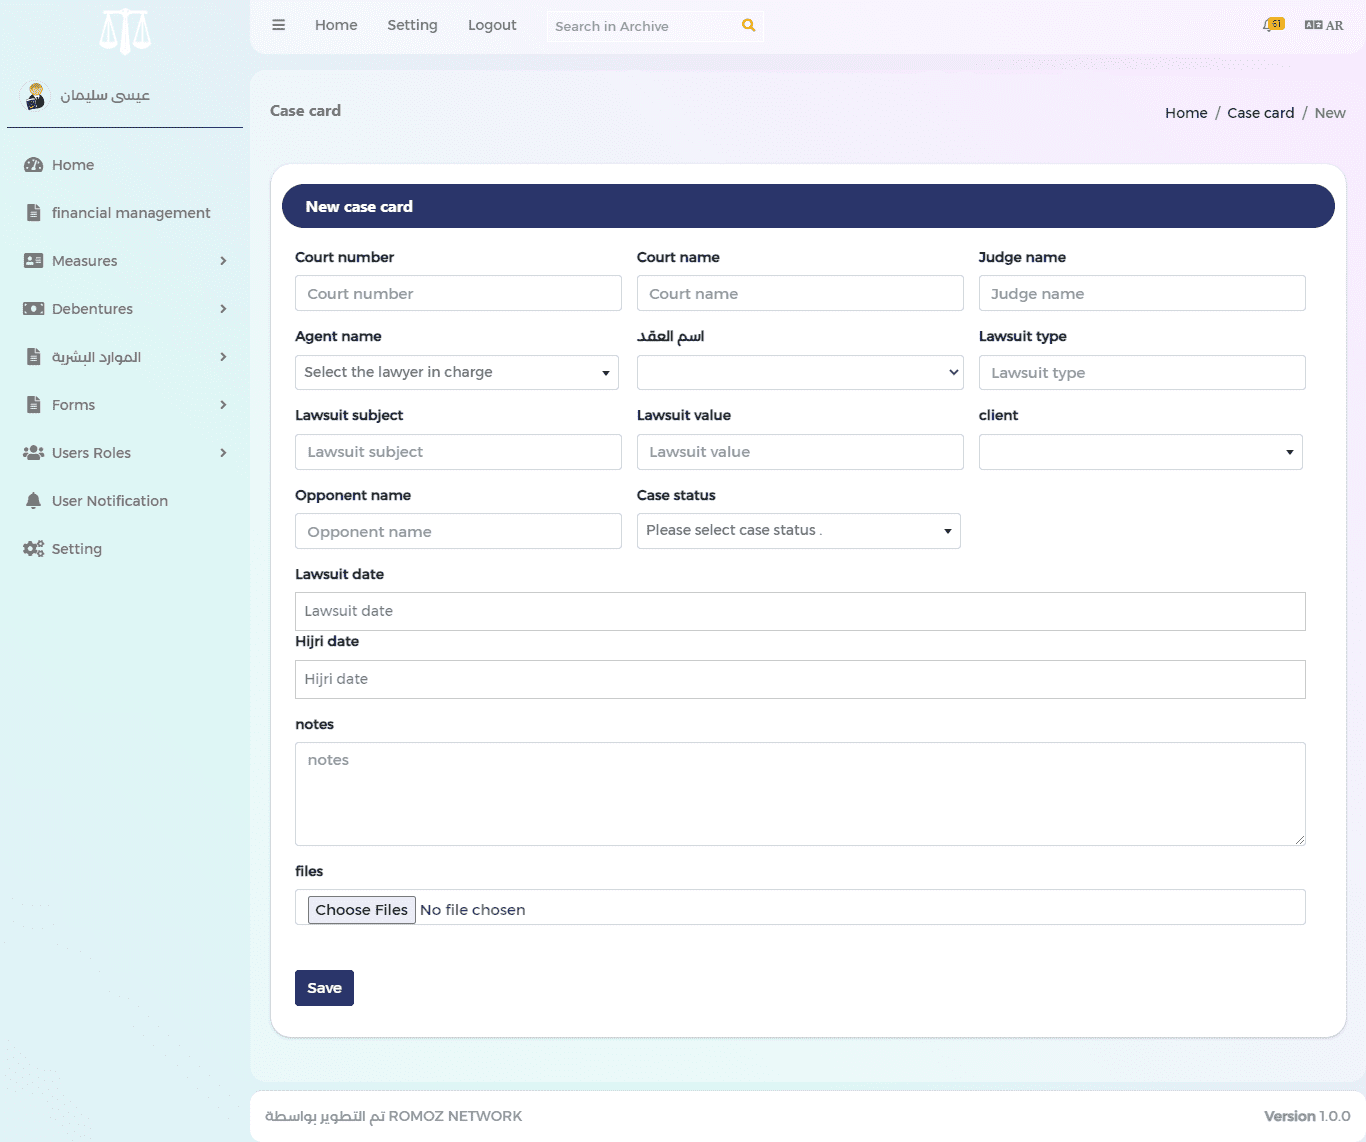 Home Setting Logout Search in Archive AR
عيسى سليمان
Home
financial management
Measures
Debentures
الموارد البشرية
Forms
Users Roles
User Notification
Setting
Case card
Home / Case card / New
New case card
Court number Court name Judge name
Court number Court name Judge name
Agent name اسم العقد Lawsuit type
Select the lawyer in charge Lawsuit type
Lawsuit subject Lawsuit value client
Lawsuit subject Lawsuit value
Opponent name Case status
Opponent name Please select case status .
Lawsuit date
Lawsuit date
Hijri date
Hijri date
notes
notes
files
Choose Files No file chosen
Save
تم التطوير بواسطة ROMOZ NETWORK
Version 1.0.0